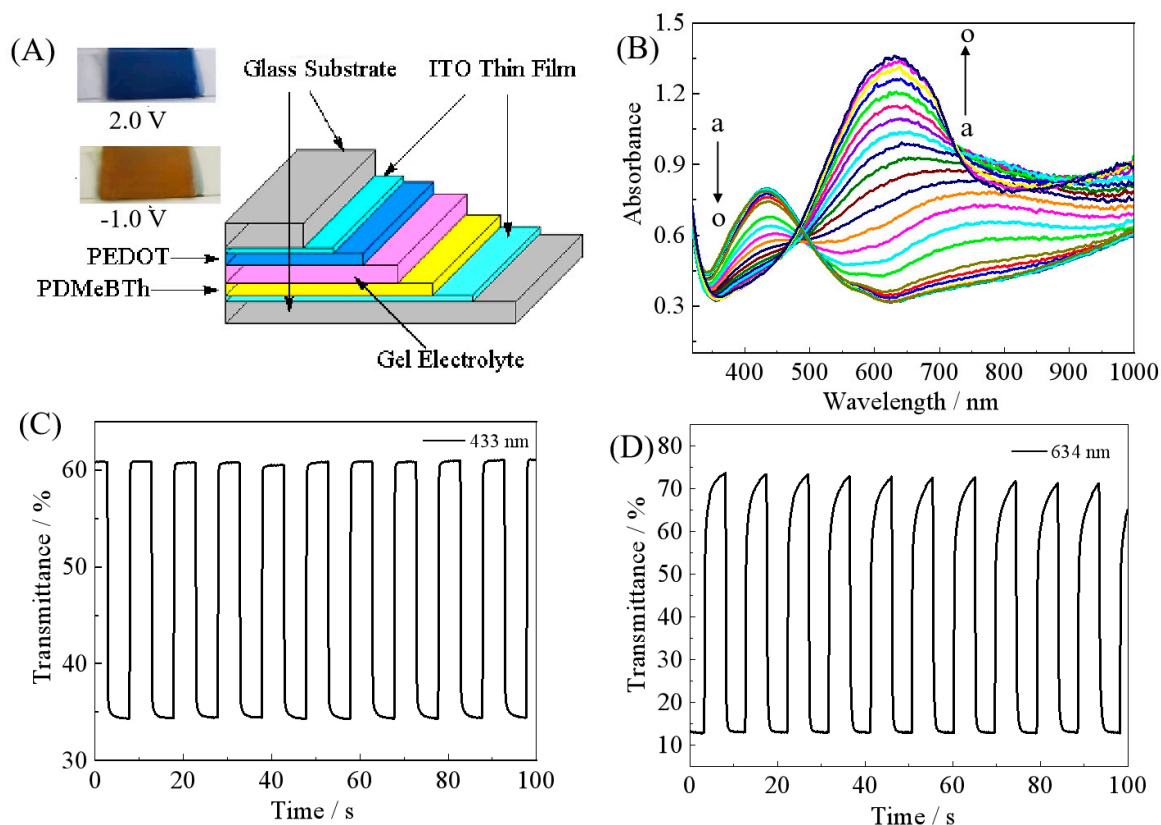 (A)
2.0 V
-1.0 V
Glass Substrate
ITO Thin Film
PEDOT
PDMeBTh
Gel Electrolyte
(B)
Absorbance
1.5
1.2
0.9
0.6
0.3
a
o
o
a
400 500 600 700 800 900 1000
Wavelength / nm
(C)
Transmittance / %
433 nm
60
50
40
30
0 20 40 60 80 100
Time / s
(D)
Transmittance / %
634 nm
80
70
60
50
40
30
20
10
0 20 40 60 80 100
Time / s